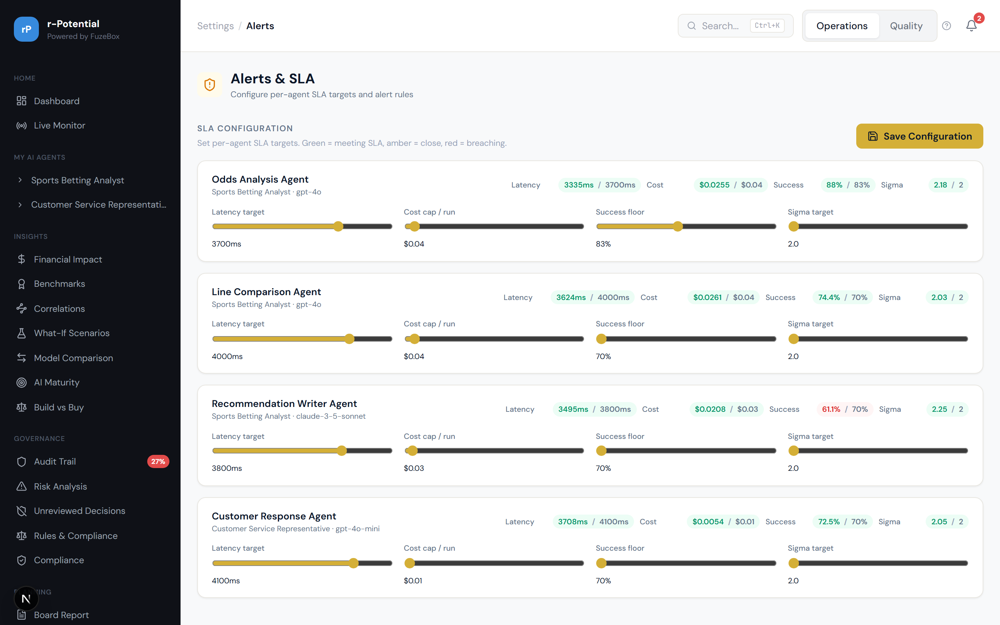 rP
r-Potential
Powered by FuzeBox
HOME
Dashboard
Live Monitor
MY AI AGENTS
Sports Betting Analyst
Customer Service Representati...
INSIGHTS
Financial Impact
Benchmarks
Correlations
What-If Scenarios
Model Comparison
AI Maturity
Build vs Buy
GOVERNANCE
Audit Trail 27%
Risk Analysis
Unreviewed Decisions
Rules & Compliance
Compliance
N
Board Report
Settings / Alerts
Search... Ctrl+K
Operations Quality
2
Alerts & SLA
Configure per-agent SLA targets and alert rules
SLA CONFIGURATION
Set per-agent SLA targets. Green = meeting SLA, amber = close, red = breaching.
Save Configuration
Odds Analysis Agent
Sports Betting Analyst · gpt-4o
Latency 3335ms / 3700ms Cost $0.0255 / $0.04 Success 88% / 83% Sigma 2.18 / 2
Latency target Cost cap / run Success floor Sigma target
3700ms $0.04 83% 2.0
Line Comparison Agent
Sports Betting Analyst · gpt-4o
Latency 3624ms / 4000ms Cost $0.0261 / $0.04 Success 74.4% / 70% Sigma 2.03 / 2
Latency target Cost cap / run Success floor Sigma target
4000ms $0.04 70% 2.0
Recommendation Writer Agent
Sports Betting Analyst · claude-3-5-sonnet
Latency 3495ms / 3800ms Cost $0.0208 / $0.03 Success 61.1% / 70% Sigma 2.25 / 2
Latency target Cost cap / run Success floor Sigma target
3800ms $0.03 70% 2.0
Customer Response Agent
Customer Service Representative · gpt-4o-mini
Latency 3708ms / 4100ms Cost $0.0054 / $0.01 Success 72.5% / 70% Sigma 2.05 / 2
Latency target Cost cap / run Success floor Sigma target
4100ms $0.01 70% 2.0